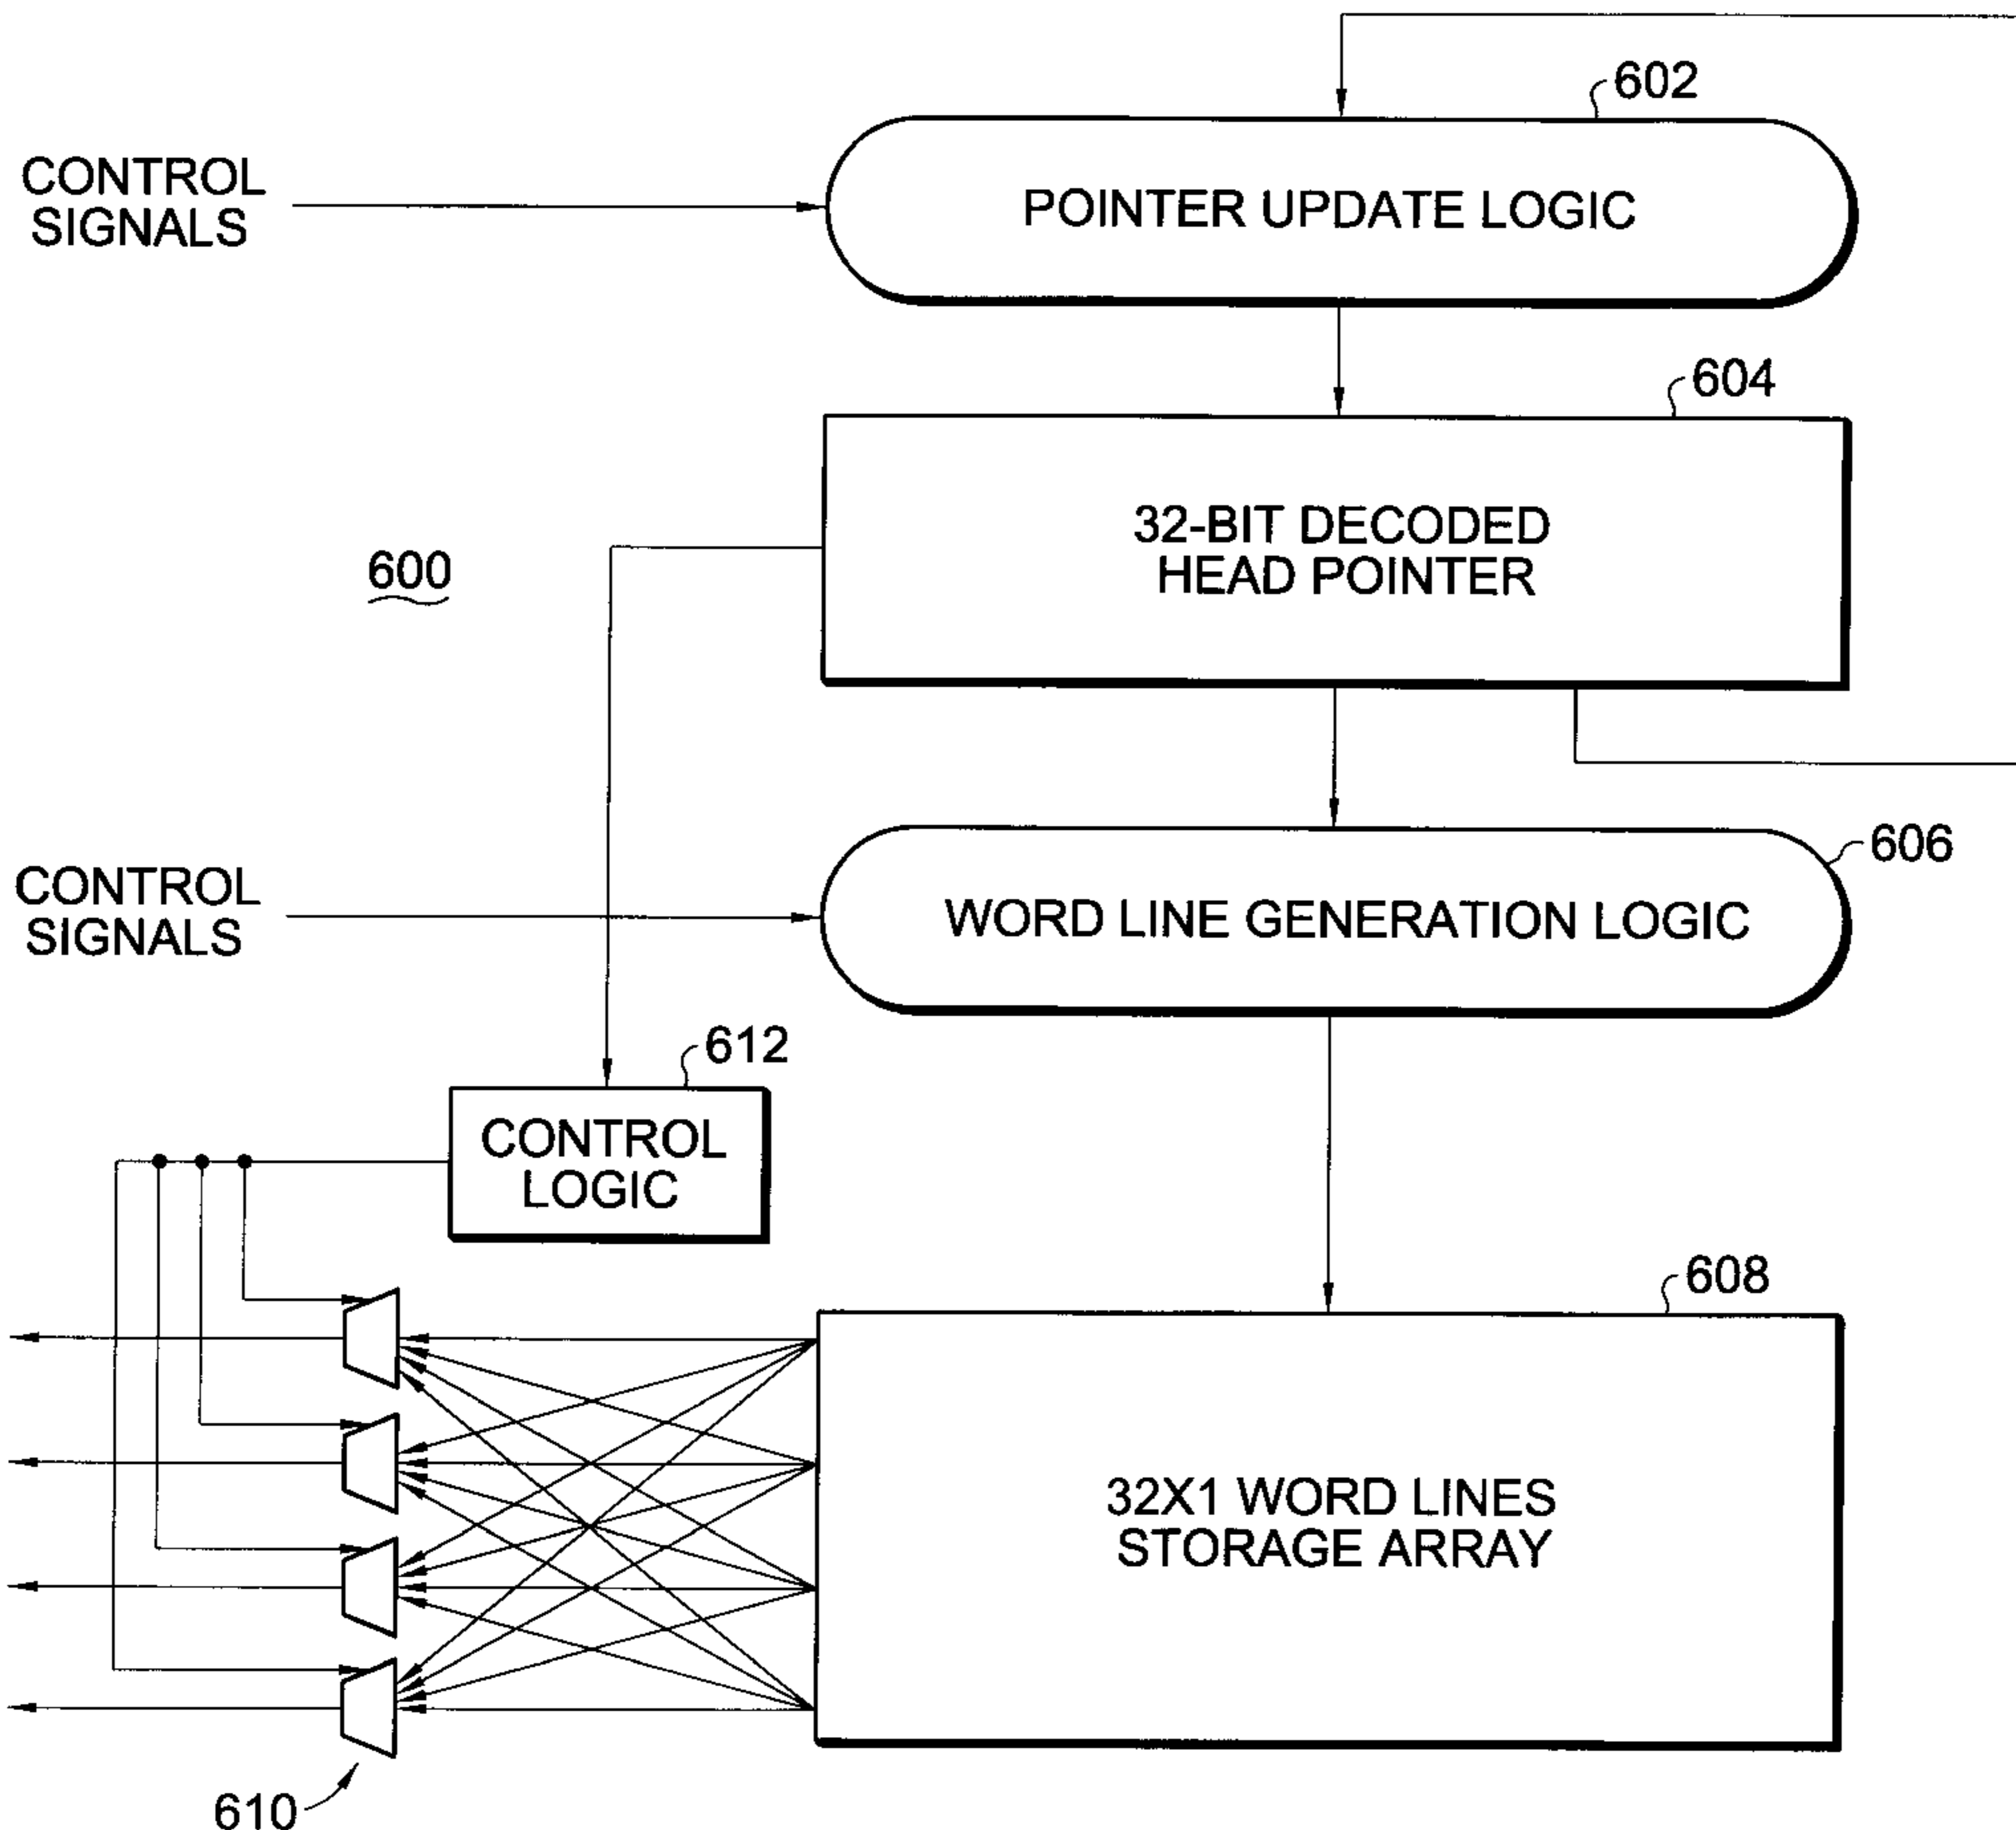 602
CONTROL
SIGNALS
POINTER UPDATE LOGIC
604
32-BIT DECODED
HEAD POINTER
600
606
CONTROL
SIGNALS
WORD LINE GENERATION LOGIC
612
CONTROL
LOGIC
608
32X1 WORD LINES
STORAGE ARRAY
610